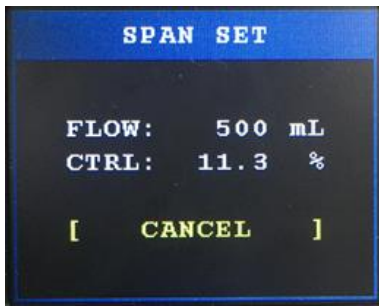 SPAN SET
FLOW: 500 mL
CTRL: 11.3 %
[ CANCEL ]